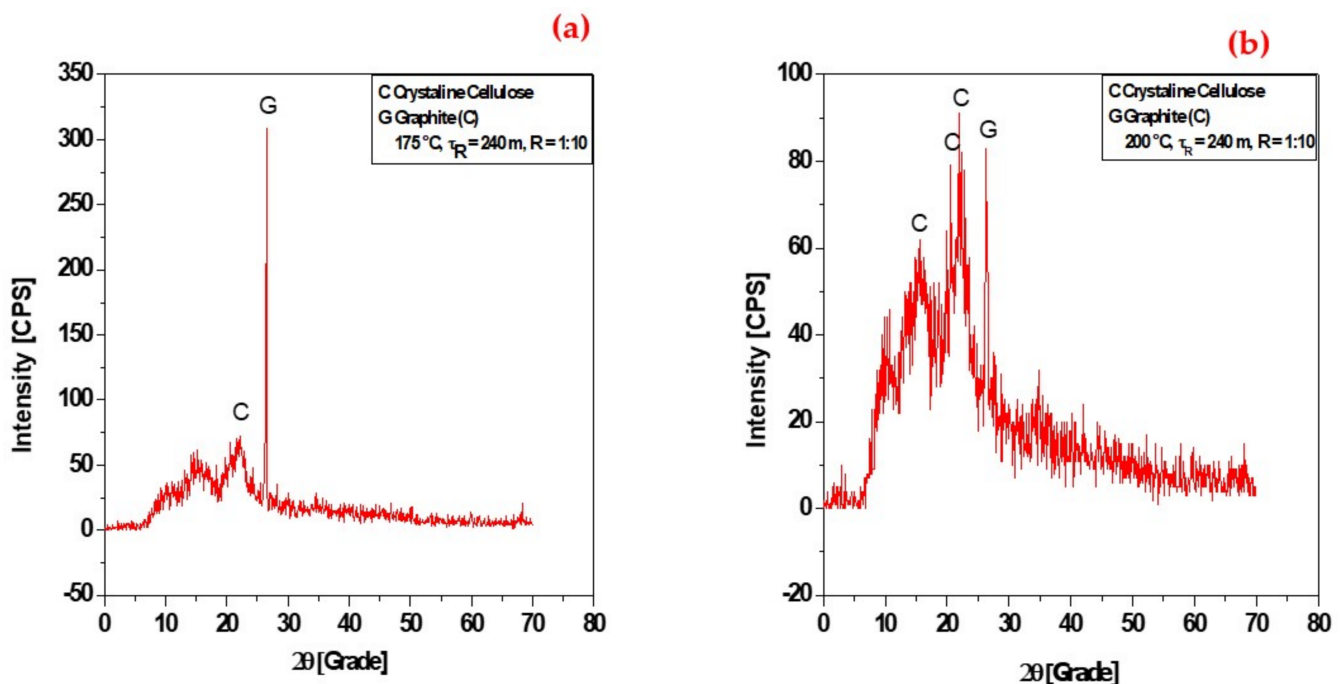 (a)
350
300
250
200
150
100
50
0
-50
Intensity [CPS]
C Crystaline Cellulose
G Graphite (C)
175 °C, τR = 240 m, R = 1:10
G
C
0 10 20 30 40 50 60 70 80
2θ [Grade]
(b)
100
80
60
40
20
0
-20
Intensity [CPS]
C Crystaline Cellulose
G Graphite (C)
200 °C, τR = 240 m, R = 1:10
C
C
G
C
0 10 20 30 40 50 60 70 80
2θ [Grade]